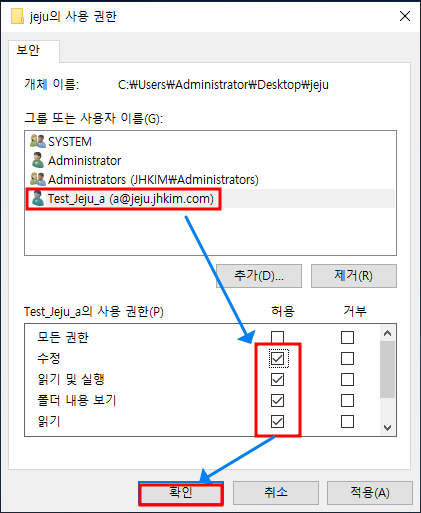 jeju의 사용 권한
보안
개체 이름: C:₩Users₩Administrator₩Desktop₩jeju
그룹 또는 사용자 이름(G):
SYSTEM
Administrator
Administrators (JHKIM₩Administrators)
Test_Jeju_a (a@jeju.jhkim.com)
추가(D)... 제거(R)
Test_Jeju_a의 사용 권한(P) 허용 거부
모든 권한
수정
읽기 및 실행
폴더 내용 보기
읽기
확인 취소 적용(A)